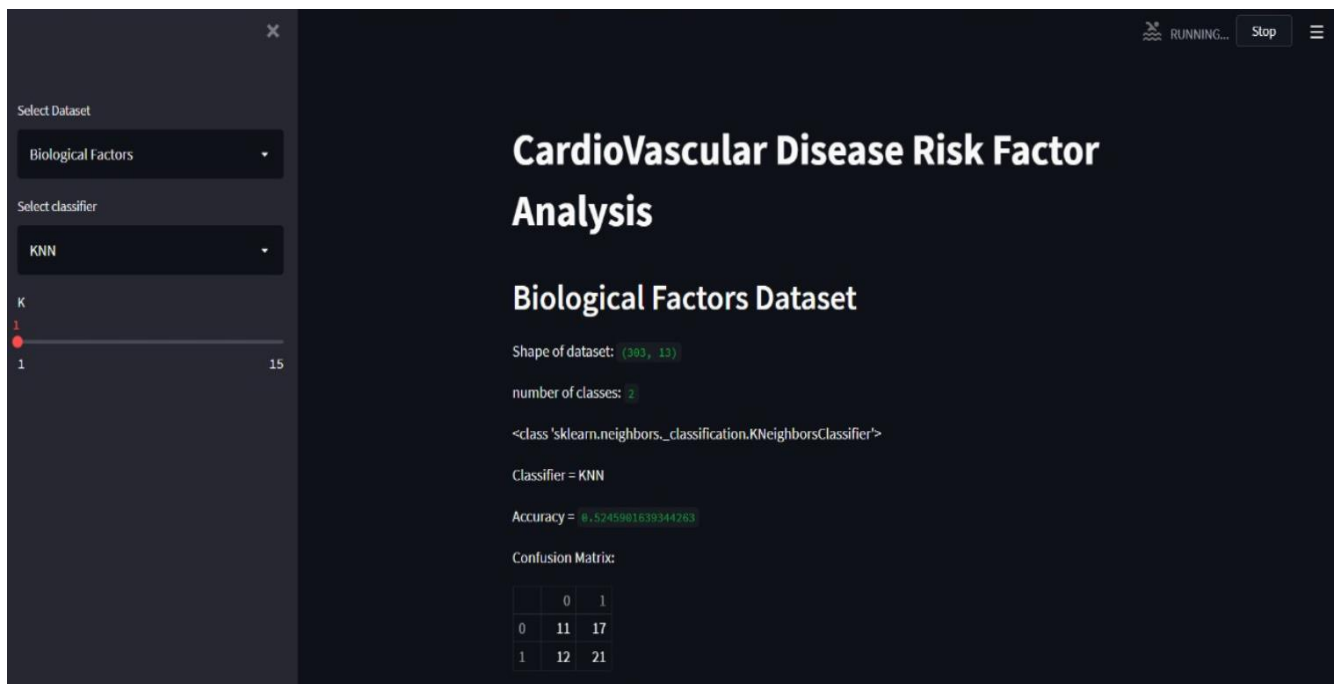 ×
RUNNING...
Stop
☰
Select Dataset
Biological Factors
Select classifier
KNN
K
1
1 15
CardioVascular Disease Risk Factor
Analysis
Biological Factors Dataset
Shape of dataset: (303, 13)
number of classes: 2
<class 'sklearn.neighbors._classification.KNeighborsClassifier'>
Classifier = KNN
Accuracy = 0.5245901639344263
Confusion Matrix:
0 1
0 11 17
1 12 21